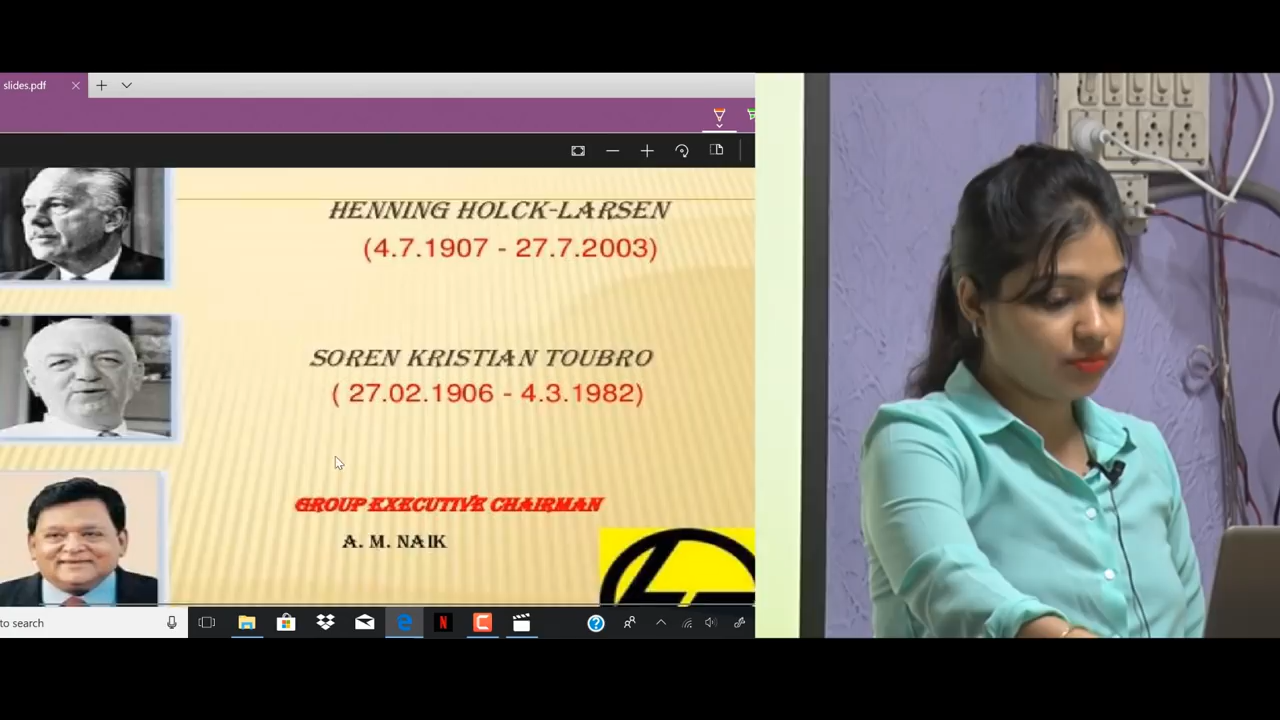 slides.pdf
HENNING HOLCK-LARSEN
(4.7.1907 - 27.7.2003)
SOREN KRISTIAN TOUBRO
( 27.02.1906 - 4.3.1982)
GROUP EXECUTIVE CHAIRMAN
A. M. NAIK
to search